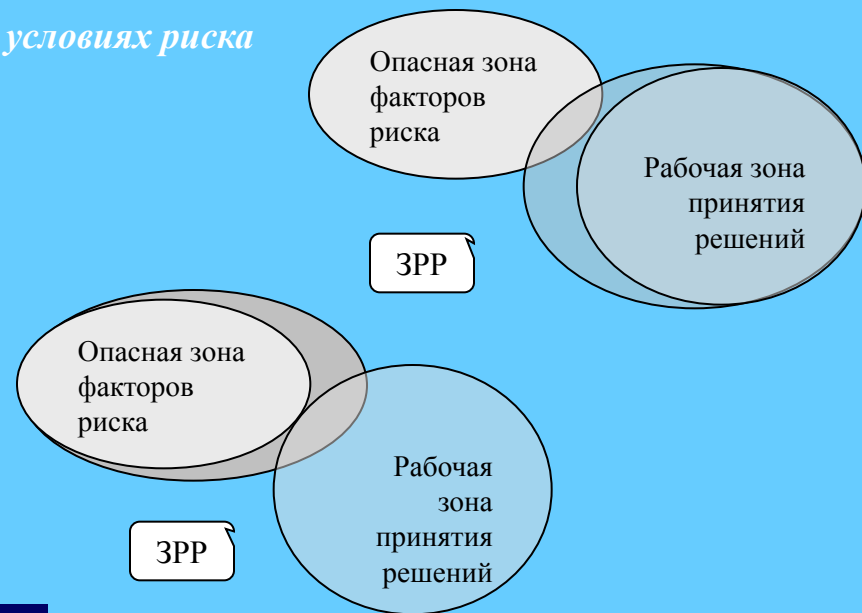 условиях риска
Опасная зона
факторов
риска
Рабочая зона
принятия
решений
ЗРР
Опасная зона
факторов
риска
Рабочая
зона
принятия
решений
ЗРР